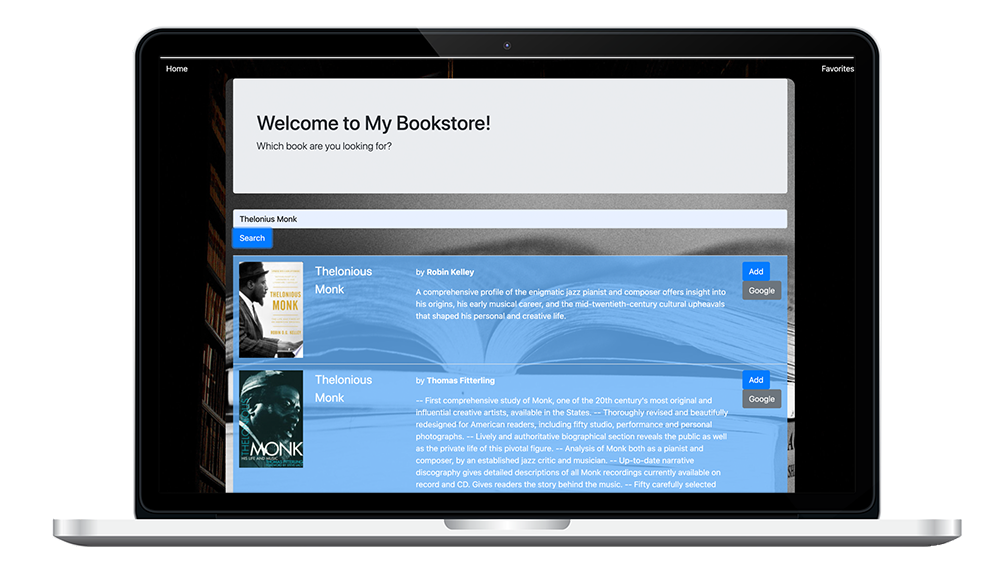 Home
Favorites
Welcome to My Bookstore!
Which book are you looking for?
Thelonius Monk
Search
THELONIOUS
MONK
Thelonious
Monk
by Robin Kelley
A comprehensive profile of the enigmatic jazz pianist and composer offers insight into
his origins, his early musical career, and the mid-twentieth-century cultural upheavals
that shaped his personal and creative life.
Add
Google
THELONIOUS
MONK
HIS LIFE AND MUSIC
Thelonious
Monk
by Thomas Fitterling
-- First comprehensive study of Monk, one of the 20th century's most original and
influential creative artists, available in the States. -- Thoroughly revised and beautifully
redesigned for American readers, including fifty studio, performance and personal
photographs. -- Lively and authoritative biographical section reveals the public as well
as the private life of this pivotal figure. -- Analysis of Monk both as a pianist and
composer, by an established jazz critic and musician. -- Up-to-date narrative
discography gives detailed descriptions of all Monk recordings currently available on
record and CD. Gives readers the story behind the music. -- Fifty carefully selected
Add
Google